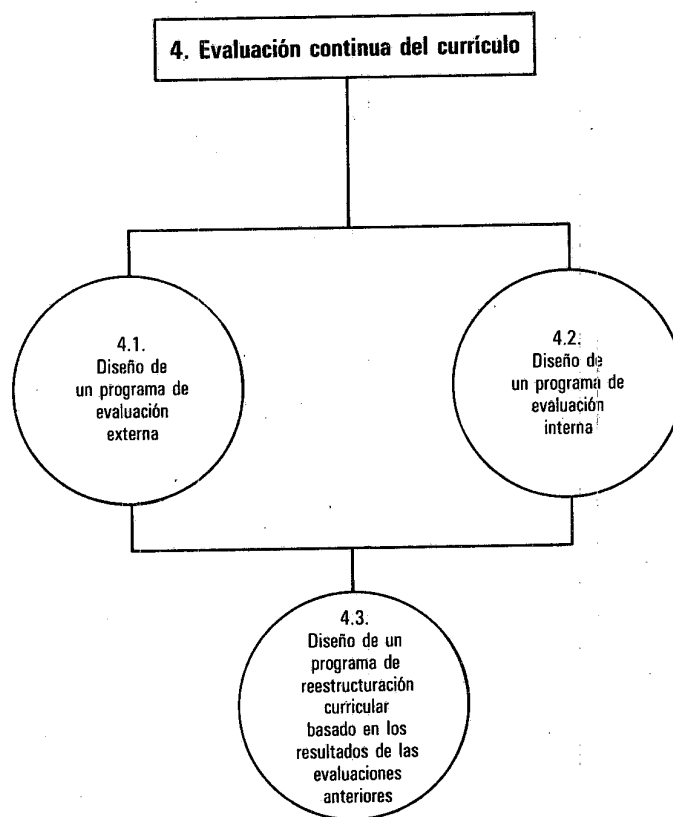 4. Evaluación continua del currículo
4.1.
Diseño de
un programa de
evaluación
externa
4.2.
Diseño de
un programa de
evaluación
interna
4.3.
Diseño de un
programa de
reestructuración
curricular
basado en los
resultados de las
evaluaciones
anteriores